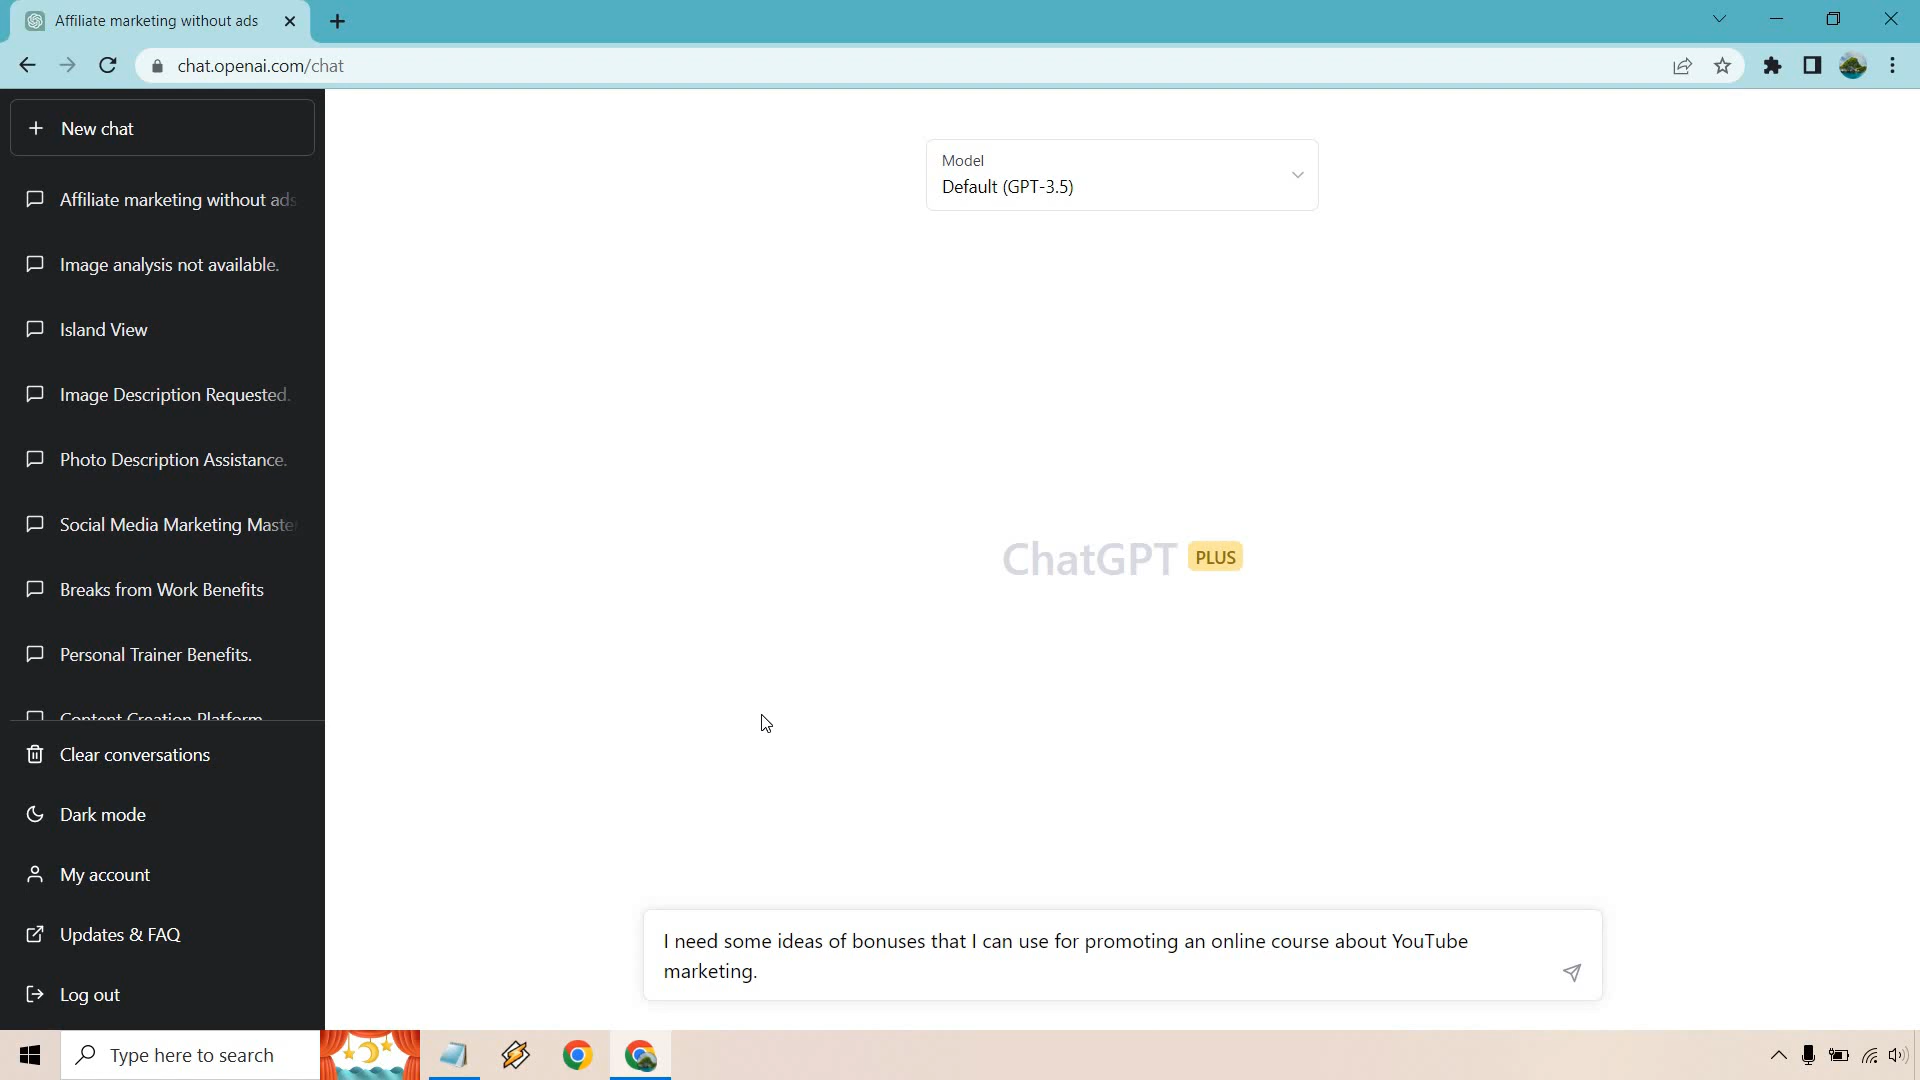 Affiliate marketing without ads
chat.openai.com/chat
New chat
Affiliate marketing without ads
Image analysis not available.
Island View
Image Description Requested.
Photo Description Assistance.
Social Media Marketing Master
Breaks from Work Benefits
Personal Trainer Benefits.
Content Creation Platform
Clear conversations
Dark mode
My account
Updates & FAQ
Log out
Model
Default (GPT-3.5)
ChatGPT PLUS
I need some ideas of bonuses that I can use for promoting an online course about YouTube
marketing.
Type here to search